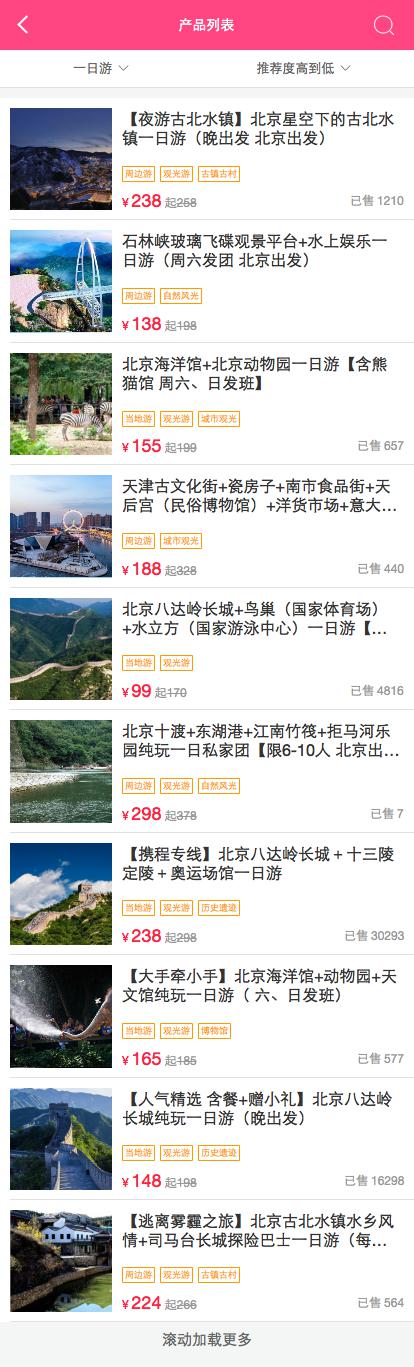 产品列表
一日游 推荐度高到低
【夜游古北水镇】北京星空下的古北水
镇一日游（晚出发 北京出发）
周边游 观光游 古镇古村
¥238 起258 已售 1210
石林峡玻璃飞碟观景平台+水上娱乐一
日游（周六发团 北京出发）
周边游 自然风光
¥138 起198
北京海洋馆+北京动物园一日游【含熊
猫馆 周六、日发班】
当地游 观光游 城市观光
¥155 起199 已售 657
天津古文化街+瓷房子+南市食品街+天
后宫（民俗博物馆）+洋货市场+意大...
周边游 城市观光
¥188 起328 已售 440
北京八达岭长城+鸟巢（国家体育场）
+水立方（国家游泳中心）一日游【...
当地游 观光游
¥99 起170 已售 4816
北京十渡+东湖港+江南竹筏+拒马河乐
园纯玩一日私家团【限6-10人 北京出...
周边游 观光游 自然风光
¥298 起378 已售 7
【携程专线】北京八达岭长城＋十三陵
定陵＋奥运场馆一日游
当地游 观光游 历史遗迹
¥238 起298 已售 30293
【大手牵小手】北京海洋馆+动物园+天
文馆纯玩一日游（ 六、日发班）
当地游 观光游 博物馆
¥165 起185 已售 577
【人气精选 含餐+赠小礼】北京八达岭
长城纯玩一日游（晚出发）
当地游 观光游 历史遗迹
¥148 起198 已售 16298
【逃离雾霾之旅】北京古北水镇水乡风
情+司马台长城探险巴士一日游（每...
周边游 观光游 古镇古村
¥224 起266 已售 564
滚动加载更多